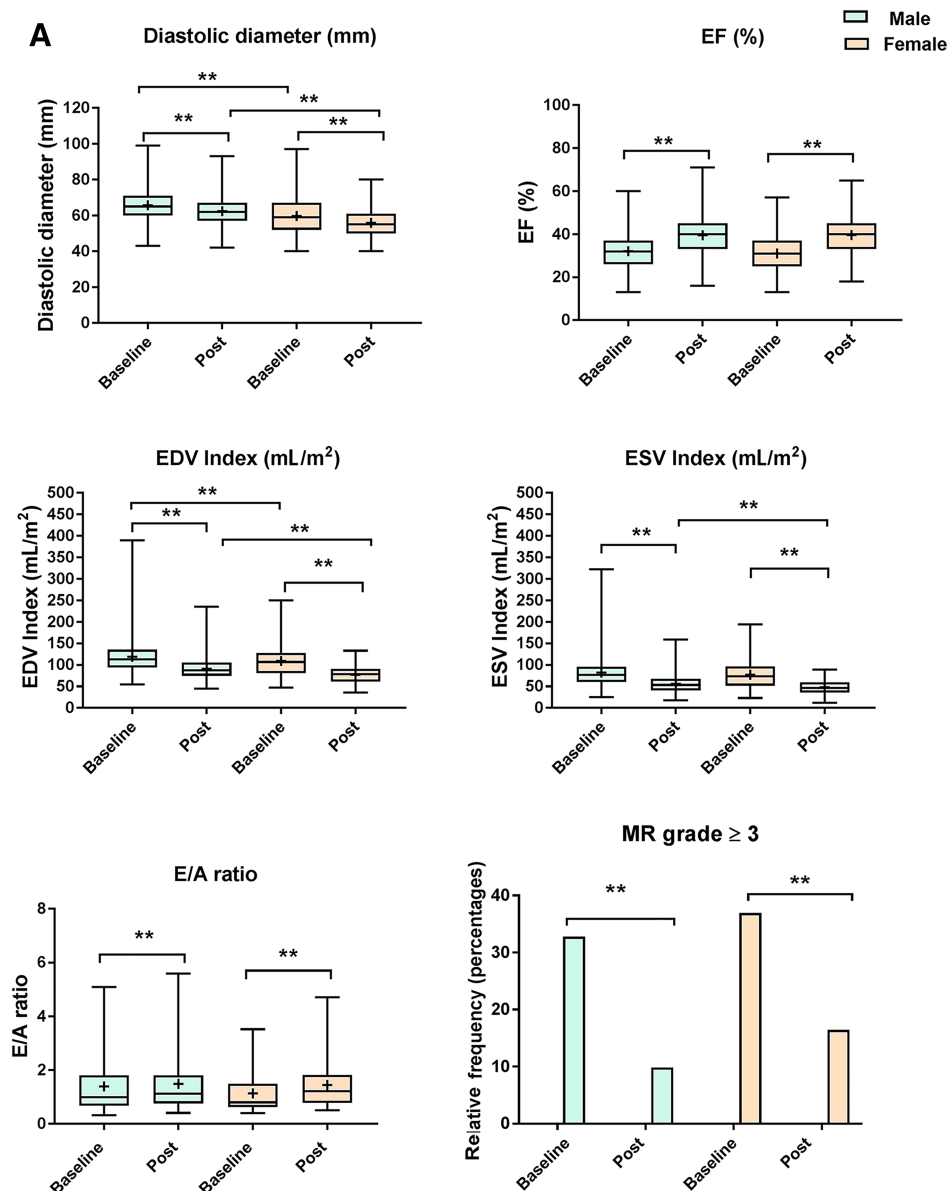 A
Male
Female
Diastolic diameter (mm)
**
**
**
**
Diastolic diameter (mm)
120
100
80
60
40
20
0
Baseline
Post
Baseline
Post
EF (%)
**
**
EF (%)
100
80
60
40
20
0
Baseline
Post
Baseline
Post
EDV Index (mL/m²)
**
**
**
**
EDV Index (mL/m²)
500
450
400
350
300
250
200
150
100
50
0
Baseline
Post
Baseline
Post
ESV Index (mL/m²)
**
**
**
ESV Index (mL/m²)
500
450
400
350
300
250
200
150
100
50
0
Baseline
Post
Baseline
Post
E/A ratio
**
**
E/A ratio
8
6
4
2
0
Baseline
Post
Baseline
Post
MR grade ≥ 3
**
**
Relative frequency (percentages)
40
30
20
10
0
Baseline
Post
Baseline
Post